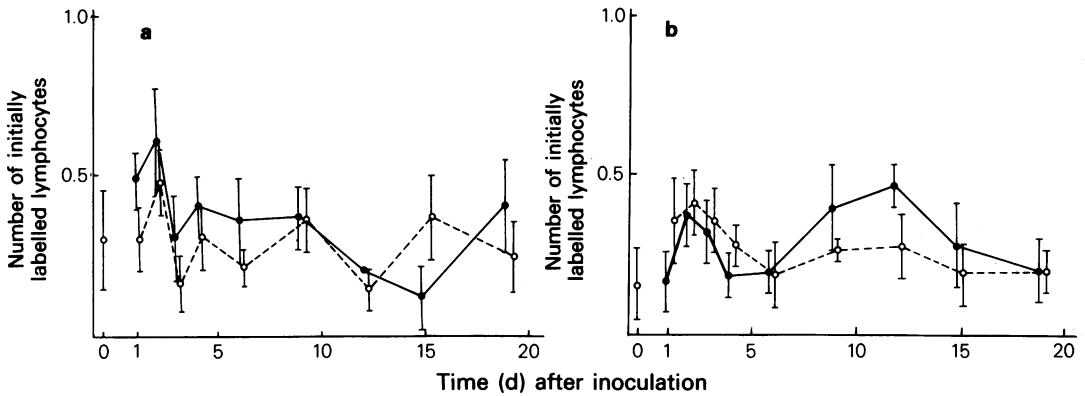 1.0
a
0.5
Number of initially
labelled lymphocytes
0 1 5 10 15 20
1.0
b
0.5
Number of initially
labelled lymphocytes
0 1 5 10 15 20
Time (d) after inoculation